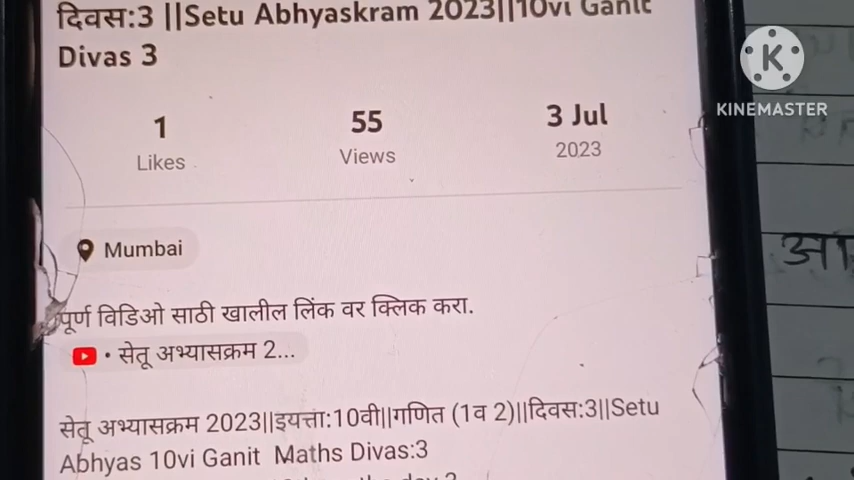 दिवस:3 ||Setu Abhyaskram 2023||10vi Ganit
Divas 3
1
Likes
55
Views
3 Jul
2023
Mumbai
पूर्ण विडिओ साठी खालील लिंक वर क्लिक करा.
• सेतू अभ्यासक्रम 2...
सेतू अभ्यासक्रम 2023||इयत्ता:10वी||गणित (1व 2)||दिवस:3||Setu
Abhyas 10vi Ganit Maths Divas:3
K
KINEMASTER